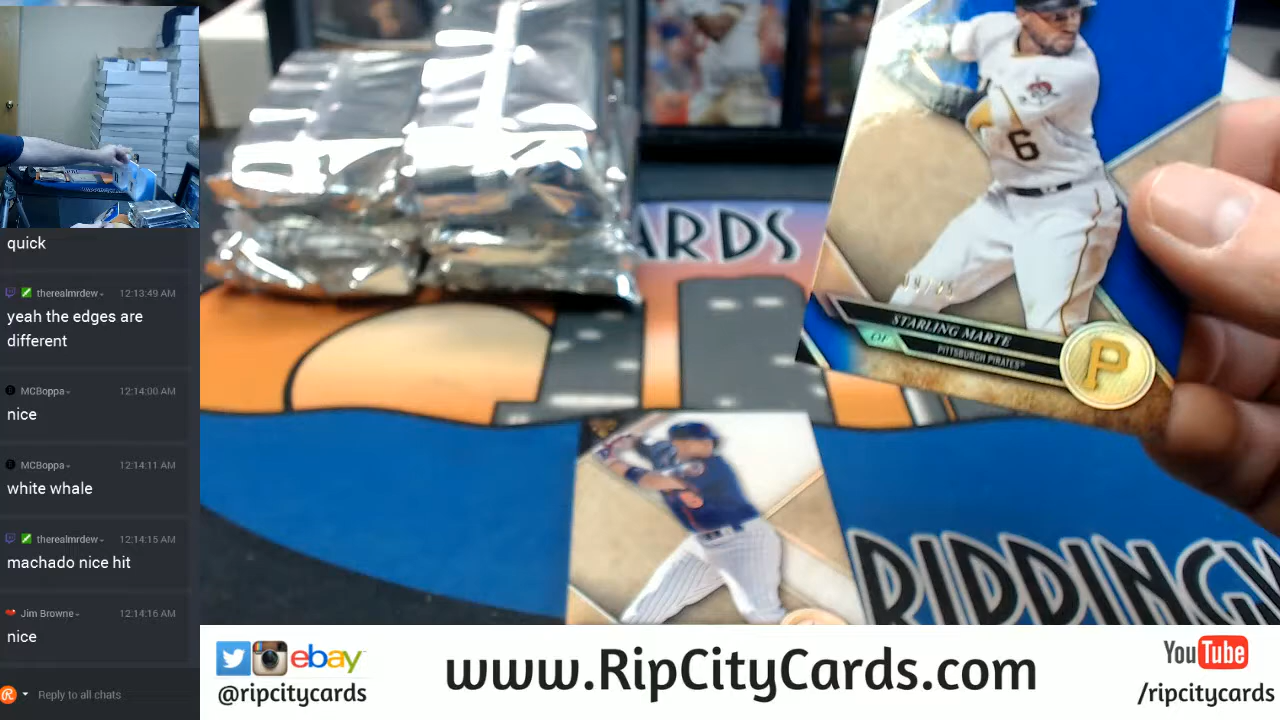 quick
therealmrdew
12:13:49 AM
yeah the edges are
different
MCBoppa
12:14:00 AM
nice
MCBoppa
12:14:11 AM
white whale
therealmrdew
12:14:15 AM
machado nice hit
Jim Browne
12:14:16 AM
nice
Reply to all chats
ARDS
6
STARLING MARTE
OF
PITTSBURGH PIRATES®
P
RIPPINGW
ebay
@ripcitycards
www.RipCityCards.com
YouTube
/ripcitycards